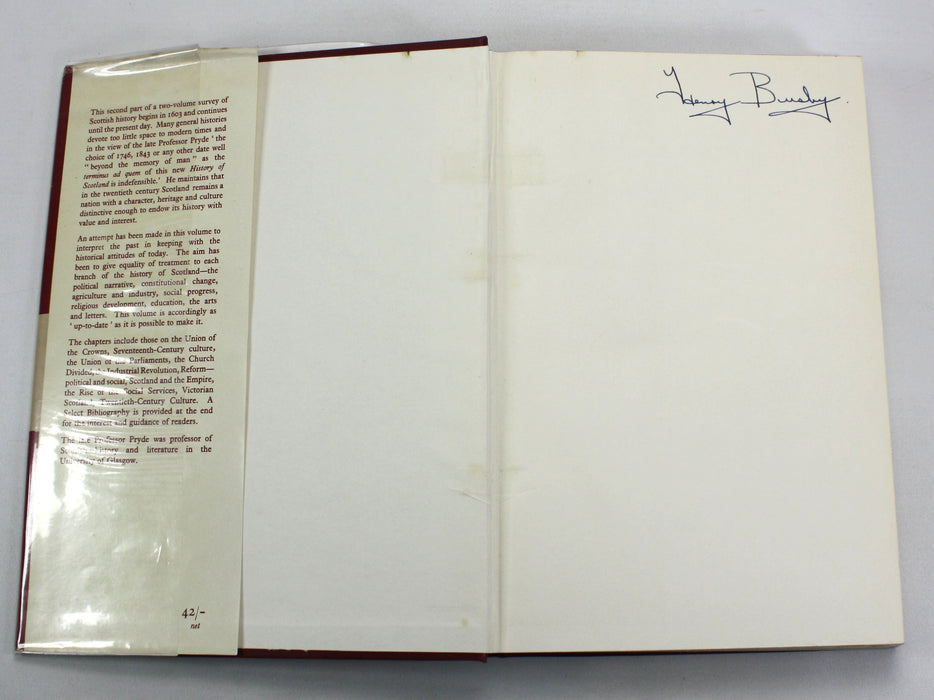 This second part of a two-volume survey of
Scottish history begins in 1603 and continues
until the present day. Many general histories
devote too little space to modern times and
in the view of the late Professor Pryde ' the
choice of 1746, 1843 or any other date well
" beyond the memory of man " as the
terminus ad quem of this new History of
Scotland is indefensible.' He maintains that
in the twentieth century Scotland remains a
nation with a character, heritage and culture
distinctive enough to endow its history with
value and interest.
An attempt has been made in this volume to
interpret the past in keeping with the
historical attitudes of today. The aim has
been to give equality of treatment to each
branch of the history of Scotland—the
political narrative, constitutional change,
agriculture and industry, social progress,
religious development, education, the arts
and letters. This volume is accordingly as
' up-to-date ' as it is possible to make it.
The chapters include those on the Union of
the Crowns, Seventeenth-Century culture,
the Union of the Parliaments, the Church
Divided, the Industrial Revolution, Reform—
political and social, Scotland and the Empire,
the Rise of the Social Services, Victorian
Scotland, Twentieth-Century Culture. A
Select Bibliography is provided at the end
for the interest and guidance of readers.
The late Professor Pryde was professor of
Scottish history and literature in the
University of Glasgow.
42/-
net
Henry Busby.